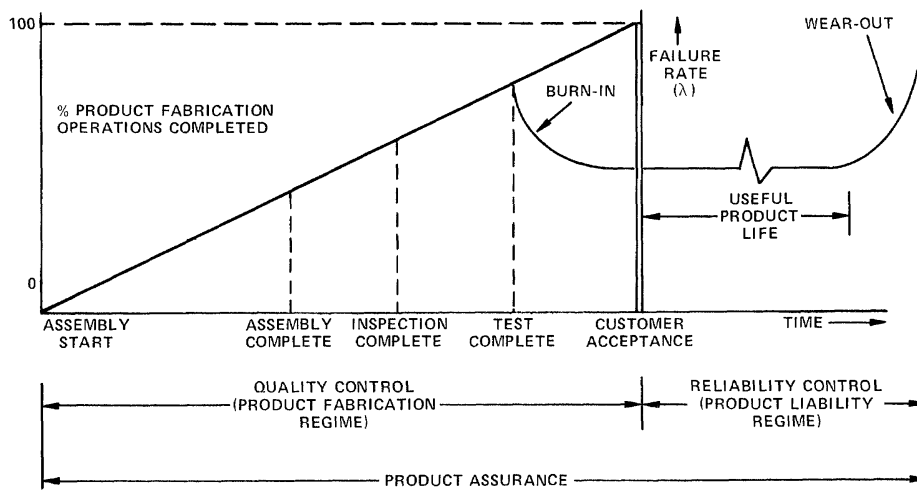 100
% PRODUCT FABRICATION
OPERATIONS COMPLETED
BURN-IN
FAILURE
RATE
(λ)
WEAR-OUT
USEFUL
PRODUCT
LIFE
0
ASSEMBLY
START
ASSEMBLY
COMPLETE
INSPECTION
COMPLETE
TEST
COMPLETE
CUSTOMER
ACCEPTANCE
TIME
QUALITY CONTROL
(PRODUCT FABRICATION
REGIME)
RELIABILITY CONTROL
(PRODUCT LIABILITY
REGIME)
PRODUCT ASSURANCE